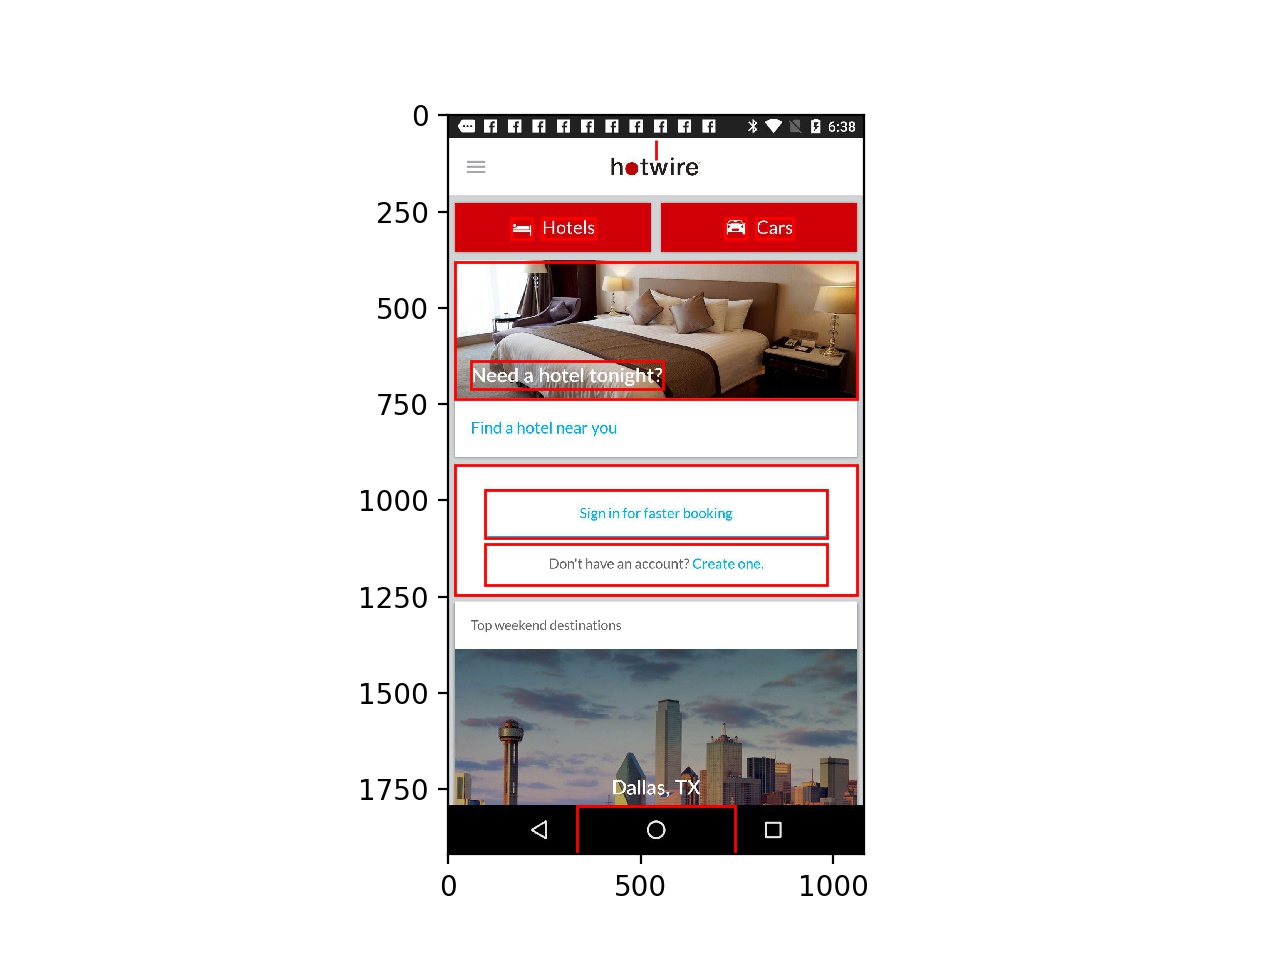 6:38
hotwire
Hotels
Cars
Need a hotel tonight?
Find a hotel near you
Sign in for faster booking
Don't have an account? Create one.
Top weekend destinations
Dallas, TX
0
250
500
750
1000
1250
1500
1750
0
500
1000